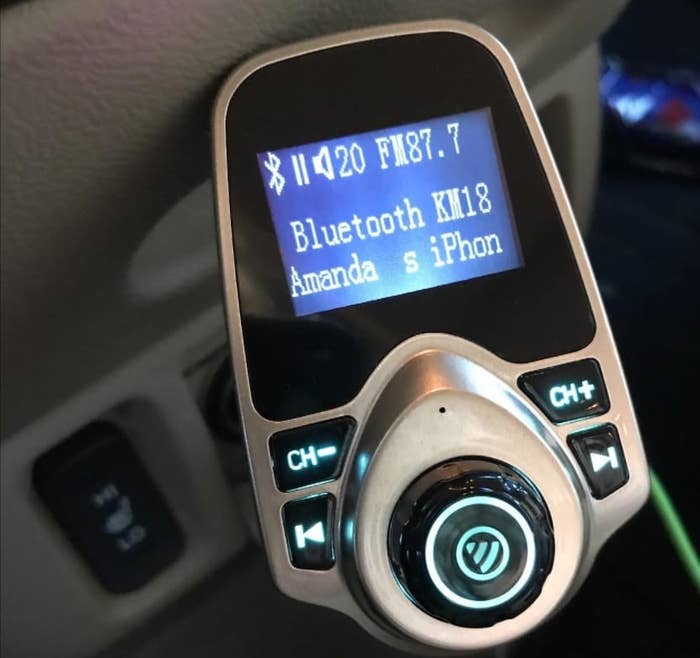 20 FM87.7
Bluetooth KM18
Amanda s iPhon
CH+
CH-